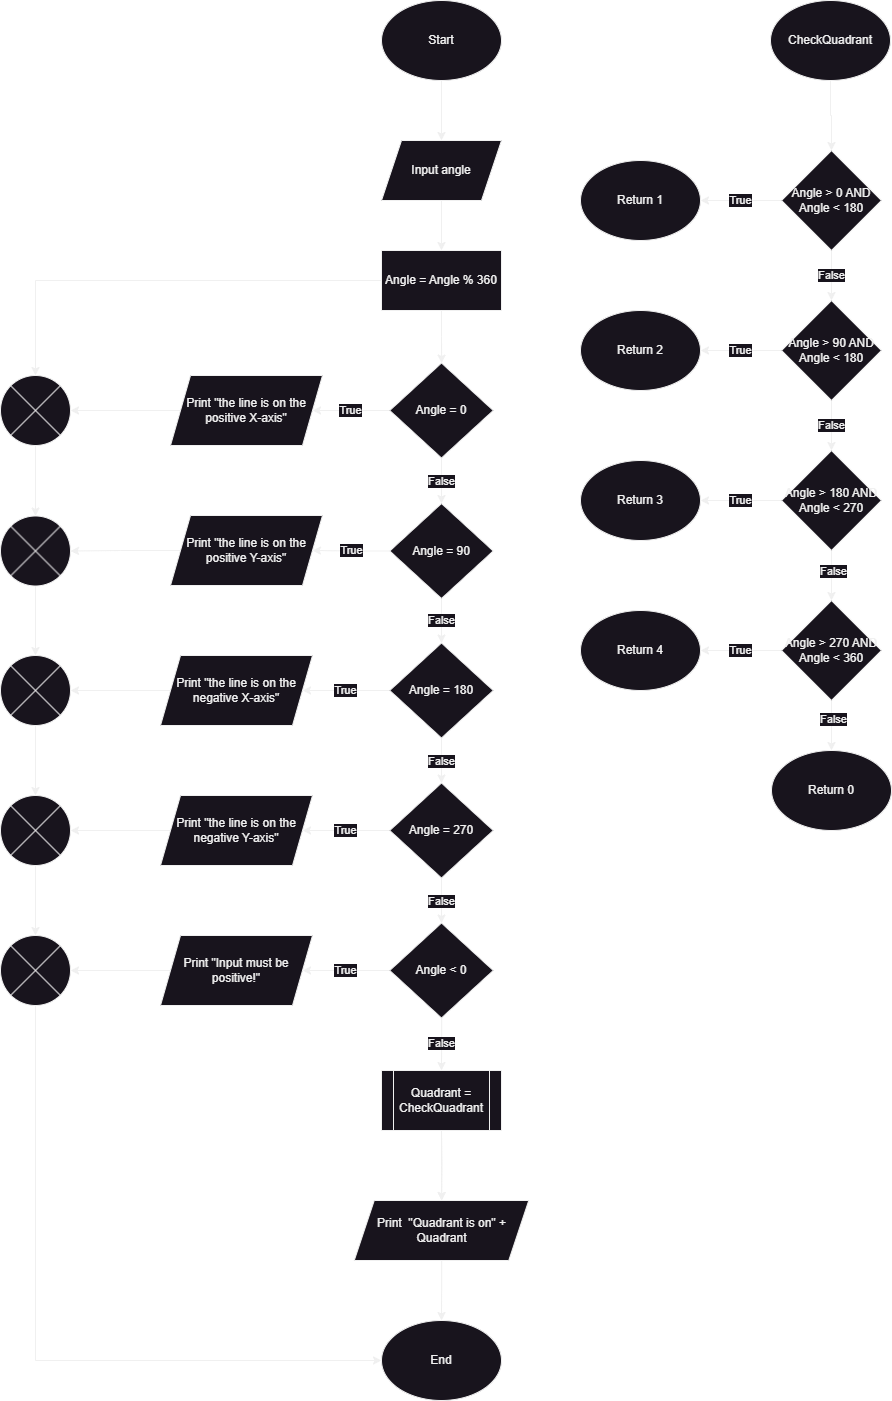 Start
Input angle
Angle = Angle % 360
Angle = 0
True
Print "the line is on the
positive X-axis"
False
Angle = 90
True
Print "the line is on the
positive Y-axis"
False
Angle = 180
True
Print "the line is on the
negative X-axis"
False
Angle = 270
True
Print "the line is on the
negative Y-axis"
False
Angle < 0
True
Print "Input must be
positive!"
False
Quadrant =
CheckQuadrant
Print "Quadrant is on" +
Quadrant
End
CheckQuadrant
Angle > 0 AND
Angle < 180
True
Return 1
False
Angle > 90 AND
Angle < 180
True
Return 2
False
Angle > 180 AND
Angle < 270
True
Return 3
False
Angle > 270 AND
Angle < 360
True
Return 4
False
Return 0